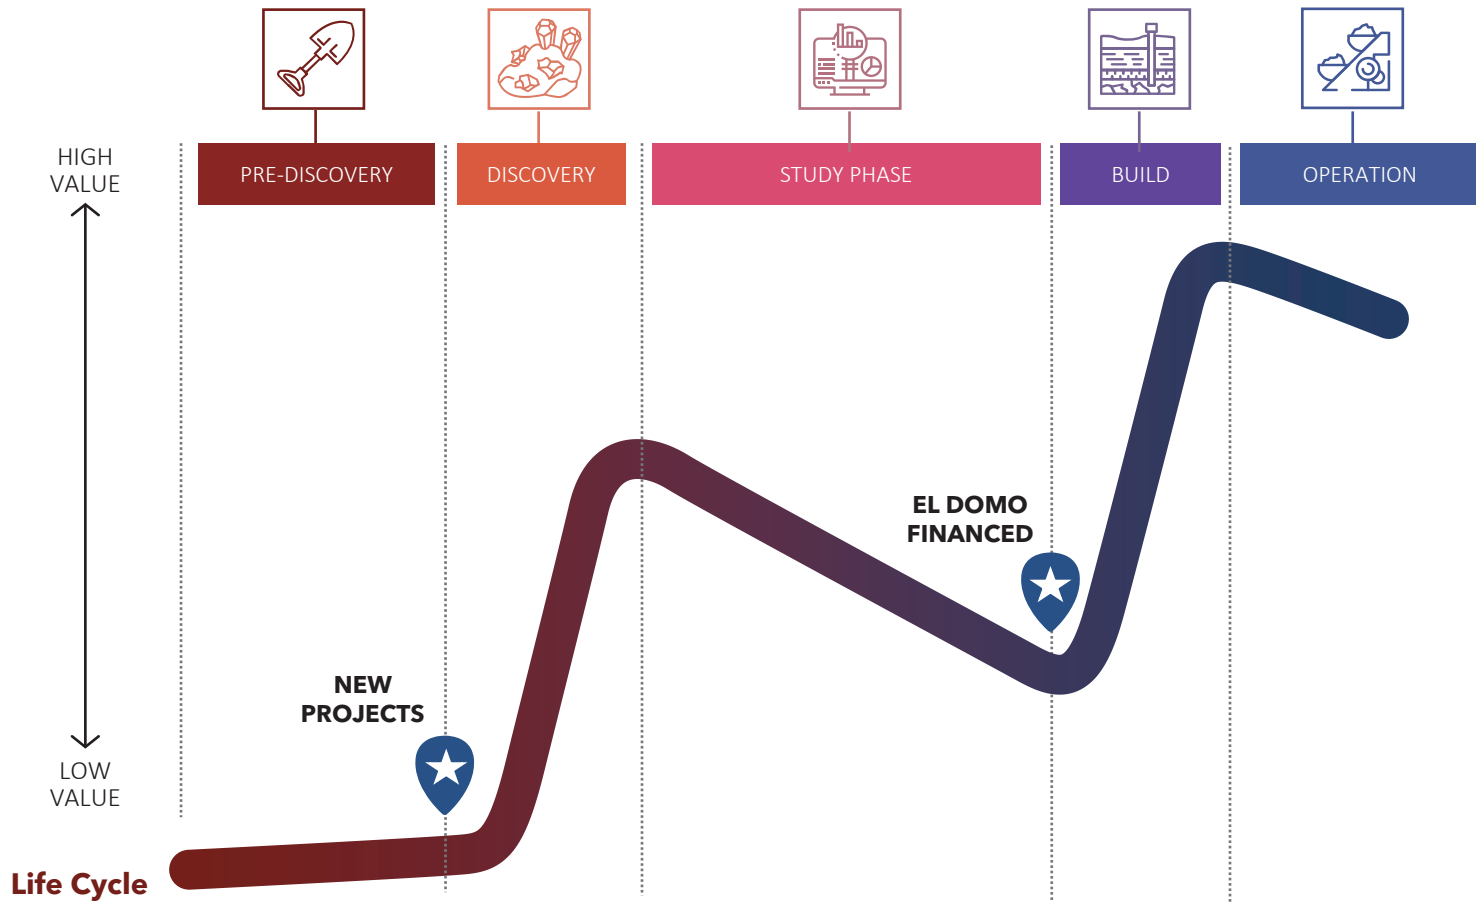 PRE-DISCOVERY
DISCOVERY
STUDY PHASE
BUILD
OPERATION
HIGH
VALUE
EL DOMO
FINANCED
NEW
PROJECTS
LOW
VALUE
Life Cycle